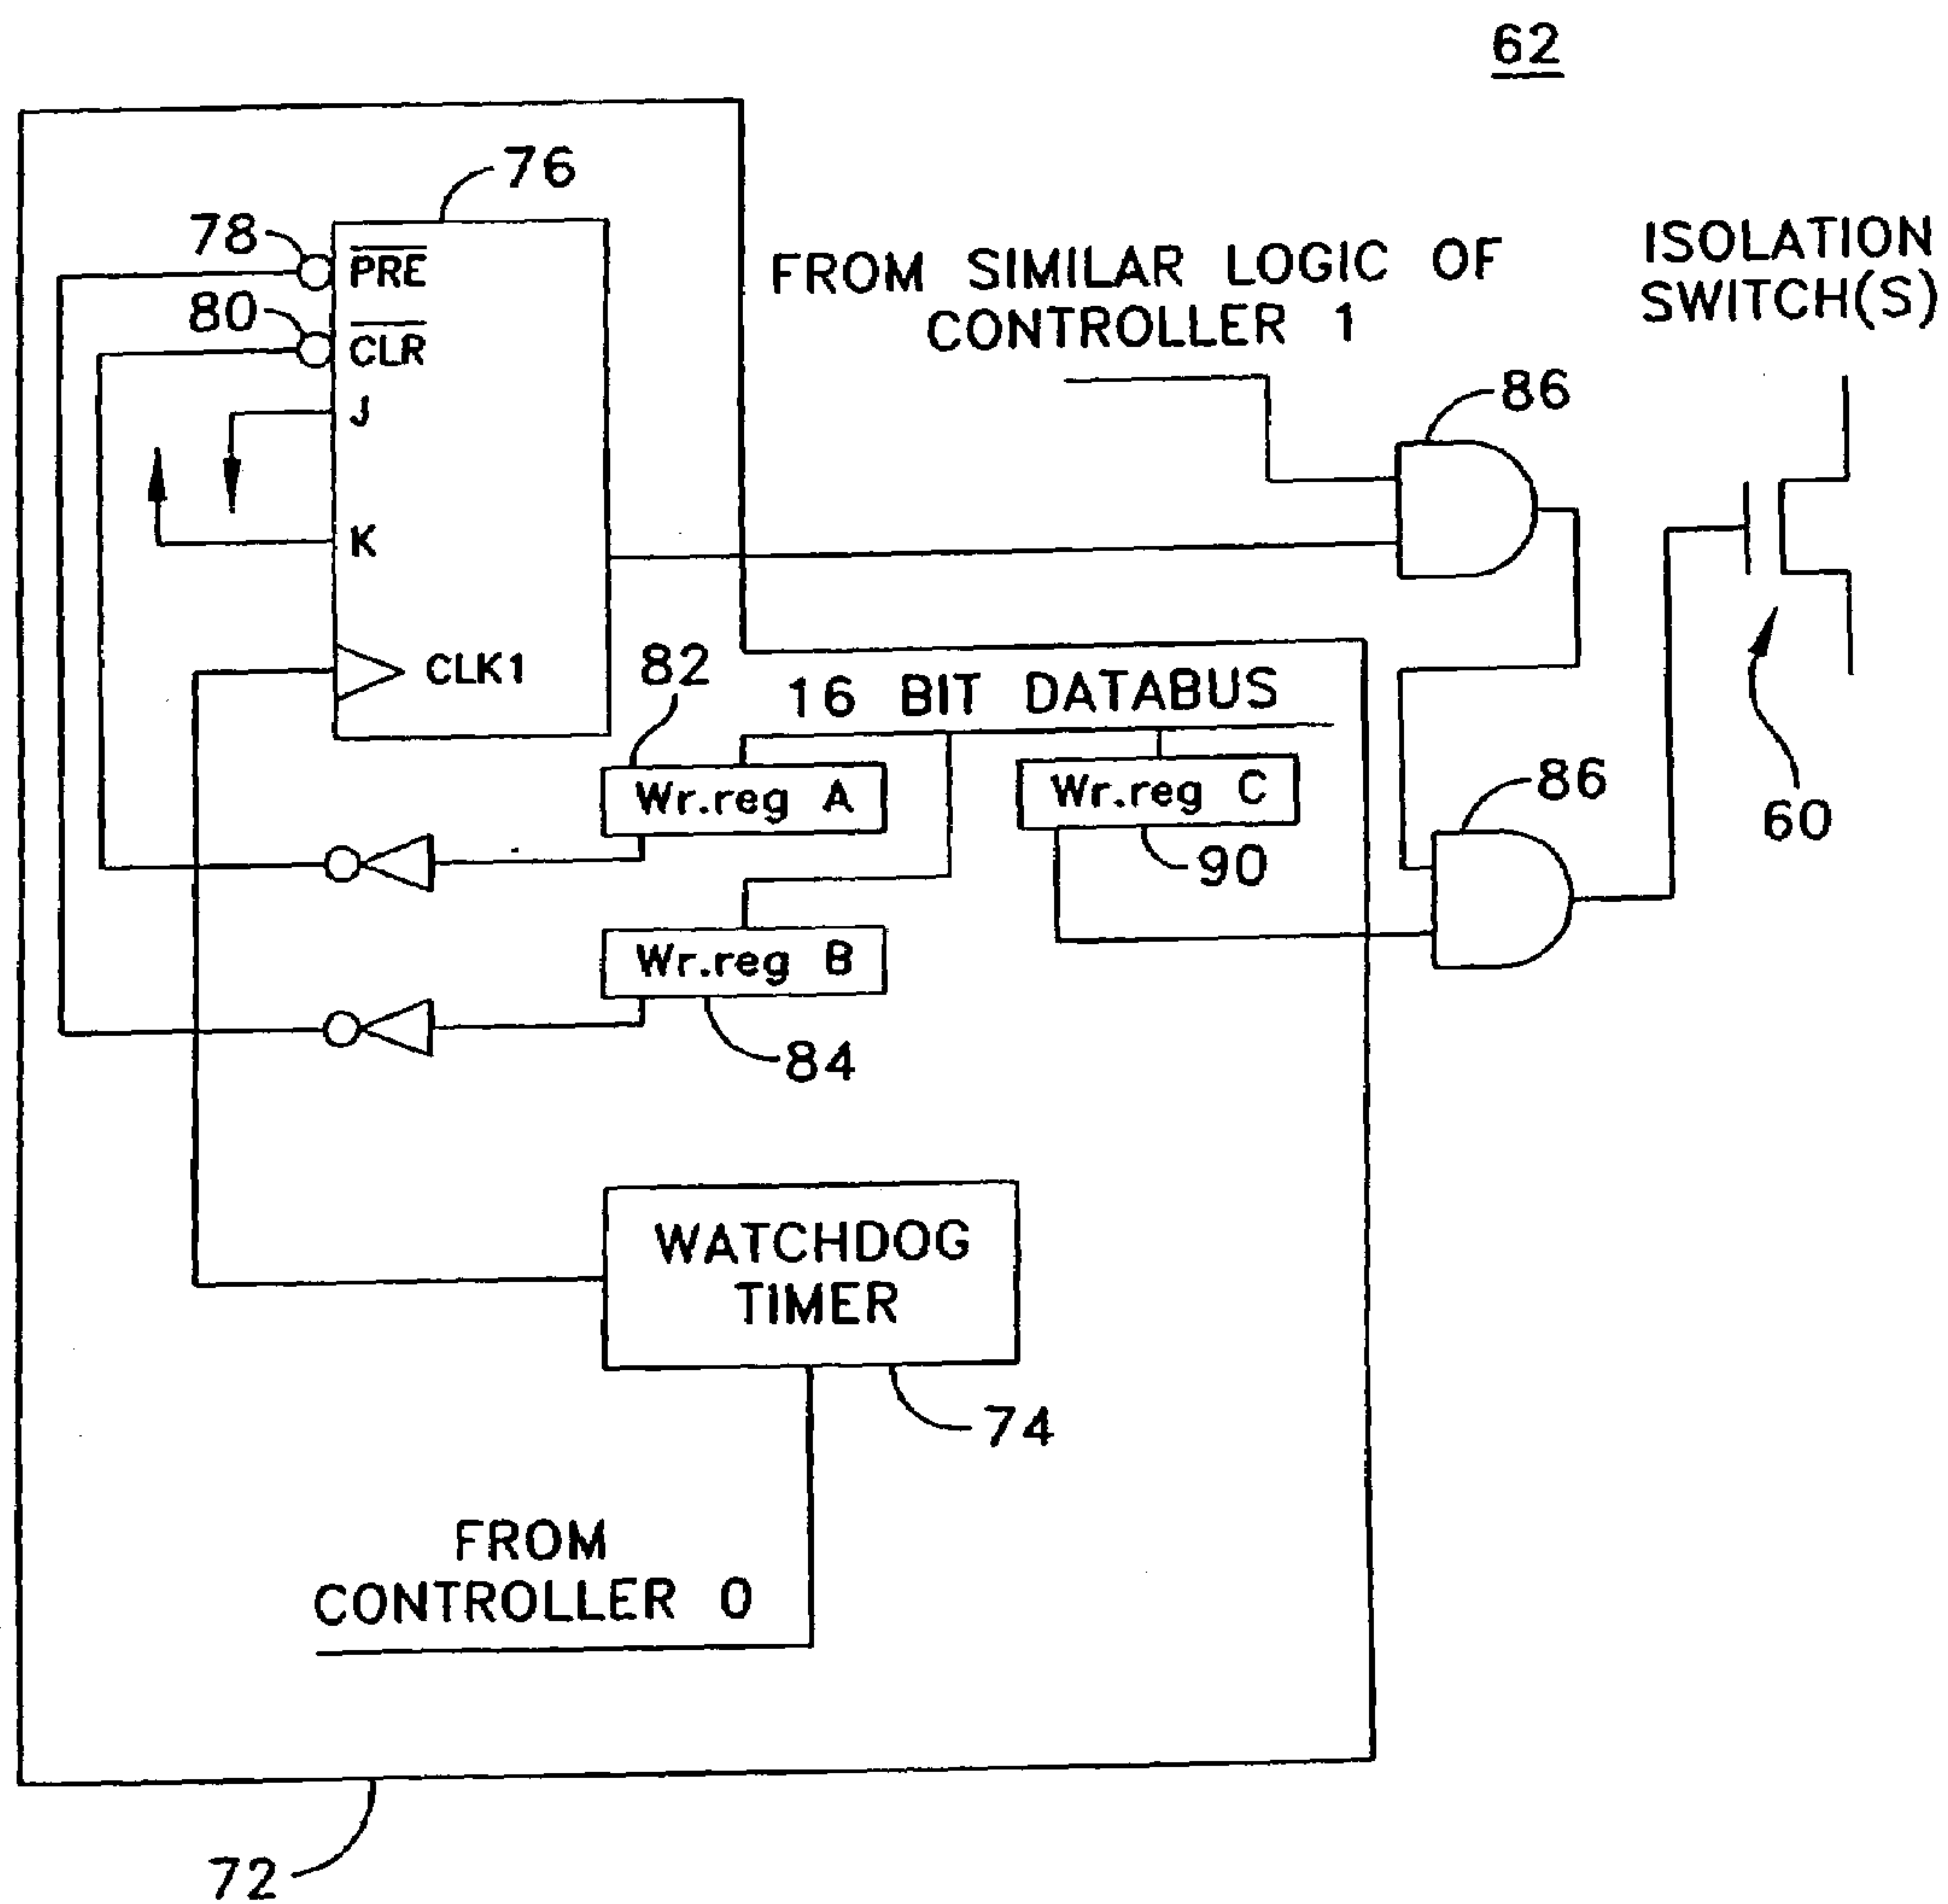 62
76
78
PRE
80
CLR
J
K
CLK1
FROM SIMILAR LOGIC OF
CONTROLLER 1
ISOLATION
SWITCH(S)
86
82
16 BIT DATABUS
Wr.reg A
Wr.reg C
90
86
60
Wr.reg B
84
WATCHDOG
TIMER
74
FROM
CONTROLLER 0
72